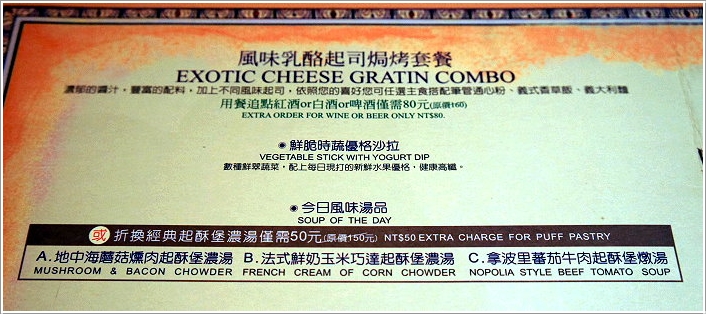 風味乳酪起司焗烤套餐
EXOTIC CHEESE GRATIN COMBO
濃郁的醬汁，豐富的配料，加上不同風味起司，依照您的喜好您可任選主食搭配筆管通心粉、義式香草飯、義大利麵
用餐追點紅酒or白酒or啤酒僅需80元(原價160)
EXTRA ORDER FOR WINE OR BEER ONLY NT$80.
◉ 鮮脆時蔬優格沙拉
VEGETABLE STICK WITH YOGURT DIP
數種鮮翠蔬菜，配上每日現打的新鮮水果優格，健康高纖。
◉ 今日風味湯品
SOUP OF THE DAY
或 折換經典起酥堡濃湯僅需50元(原價150元) NT$50 EXTRA CHARGE FOR PUFF PASTRY
A.地中海蘑菇燻肉起酥堡濃湯 B.法式鮮奶玉米巧達起酥堡濃湯 C.拿波里蕃茄牛肉起酥堡燉湯
MUSHROOM & BACON CHOWDER FRENCH CREAM OF CORN CHOWDER NOPOLIA STYLE BEEF TOMATO SOUP